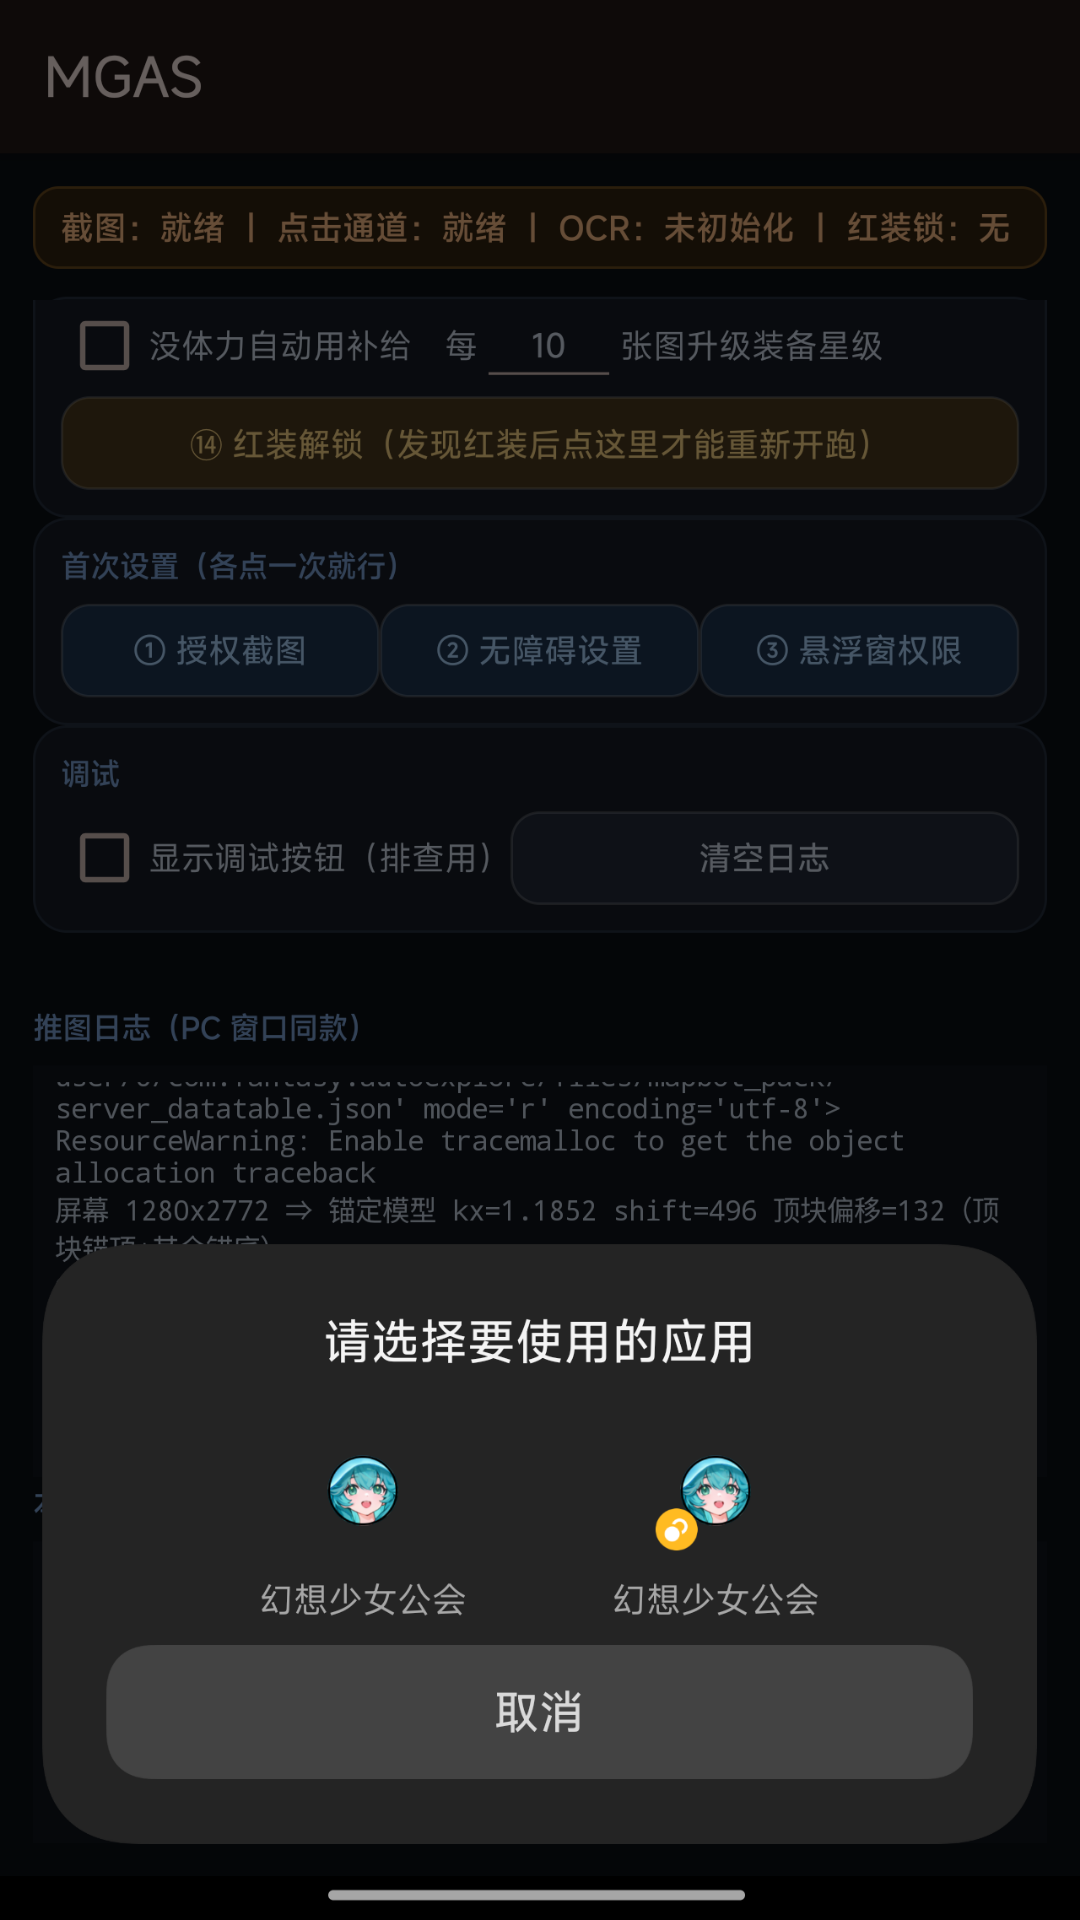 MGAS
截图：就绪 | 点击通道：就绪 | OCR：未初始化 | 红装锁：无
没体力自动用补给 每 10 张图升级装备星级
⑭ 红装解锁（发现红装后点这里才能重新开跑）
首次设置（各点一次就行）
① 授权截图 ② 无障碍设置 ③ 悬浮窗权限
调试
显示调试按钮（排查用） 清空日志
推图日志（PC 窗口同款）
user/0/com.fantasy.autoexplore/files/mapbot_pack/
server_datatable.json' mode='r' encoding='utf-8'>
ResourceWarning: Enable tracemalloc to get the object
allocation traceback
屏幕 1280x2772 ⇒ 锚定模型 kx=1.1852 shift=496 顶块偏移=132（顶
请选择要使用的应用
幻想少女公会 幻想少女公会
取消